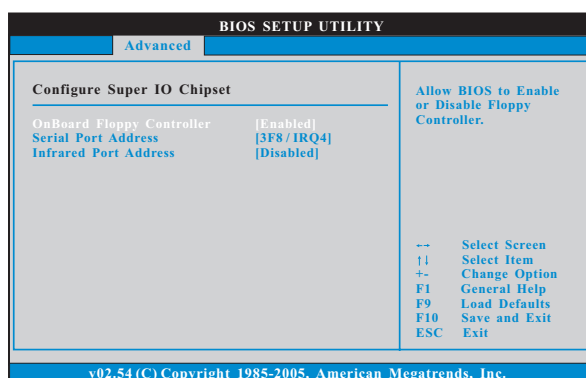 BIOS SETUP UTILITY
Advanced
Configure Super IO Chipset
OnBoard Floppy Controller [Enabled]
Serial Port Address [3F8 / IRQ4]
Infrared Port Address [Disabled]
Allow BIOS to Enable
or Disable Floppy
Controller.
←→ Select Screen
↑↓ Select Item
+- Change Option
F1 General Help
F9 Load Defaults
F10 Save and Exit
ESC Exit
v02.54 (C) Copyright 1985-2005, American Megatrends, Inc.